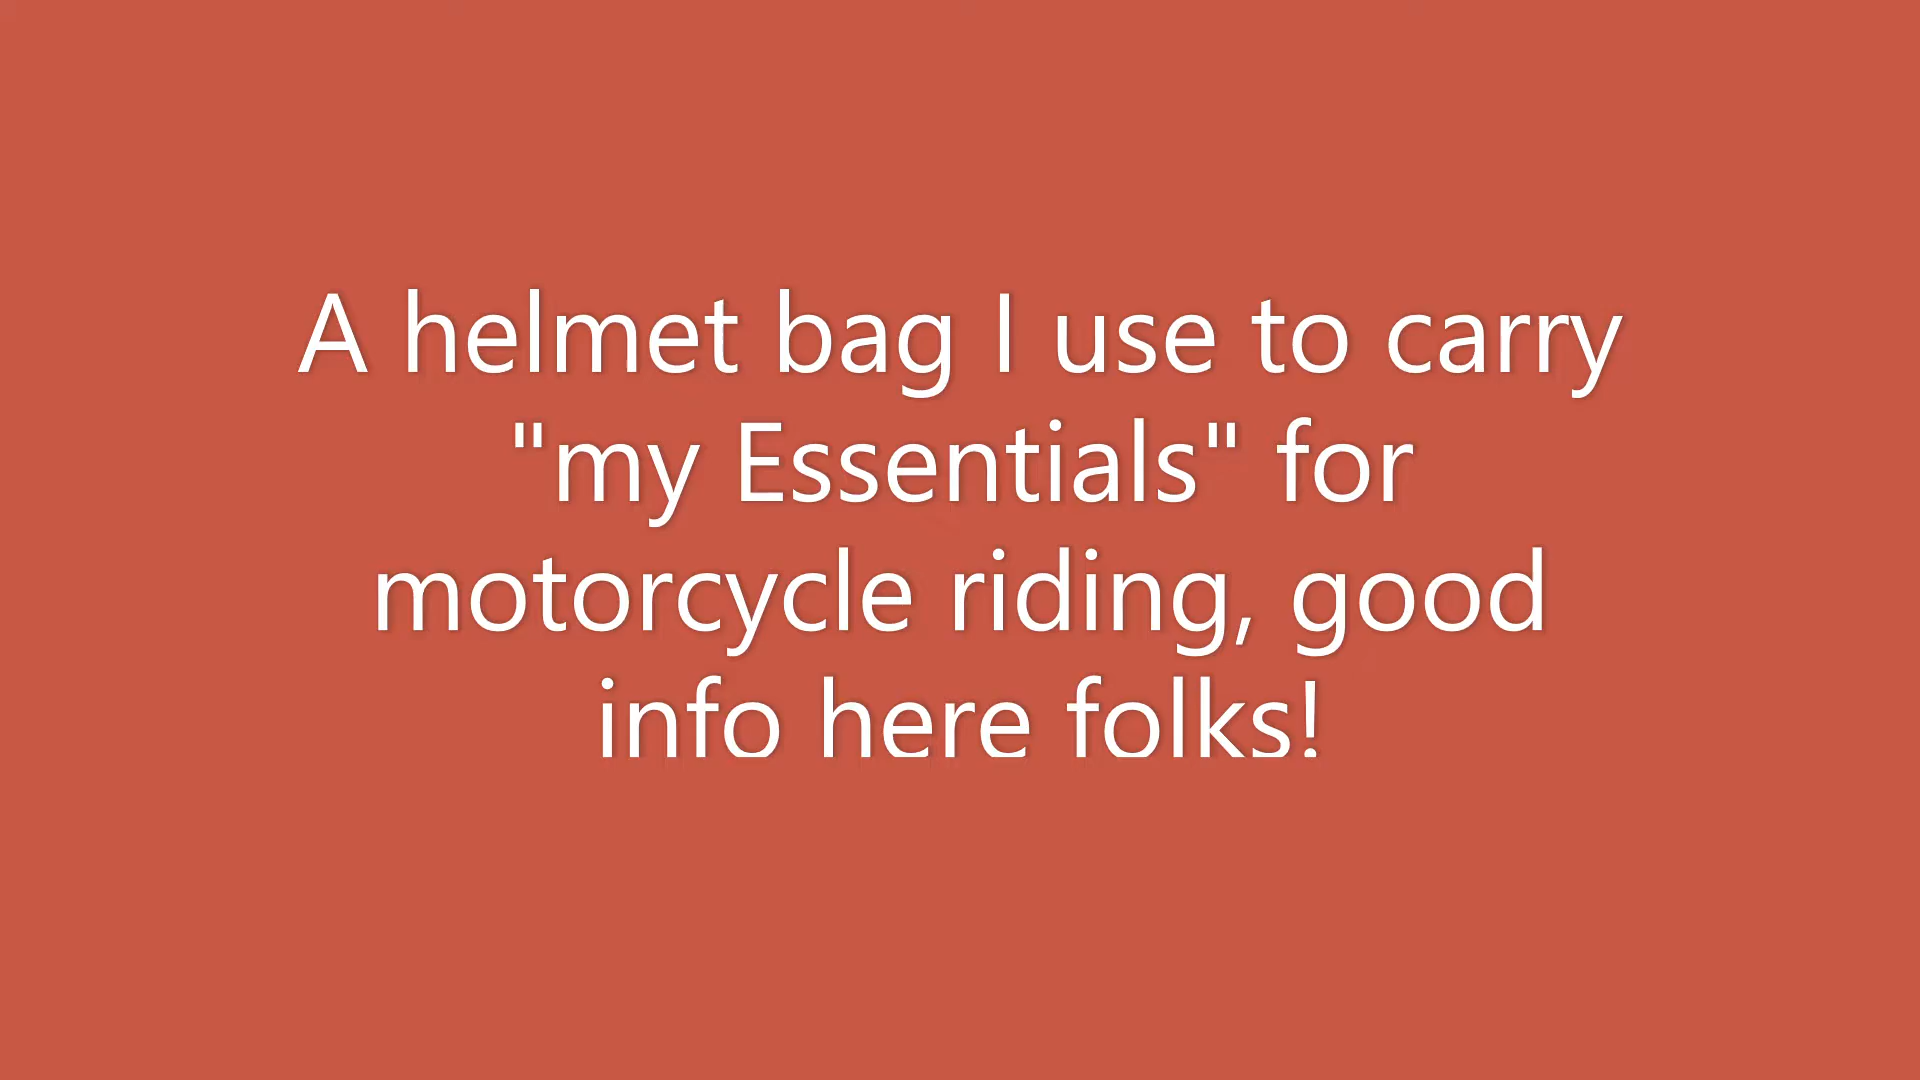 A helmet bag I use to carry
"my Essentials" for
motorcycle riding, good
info here folks!